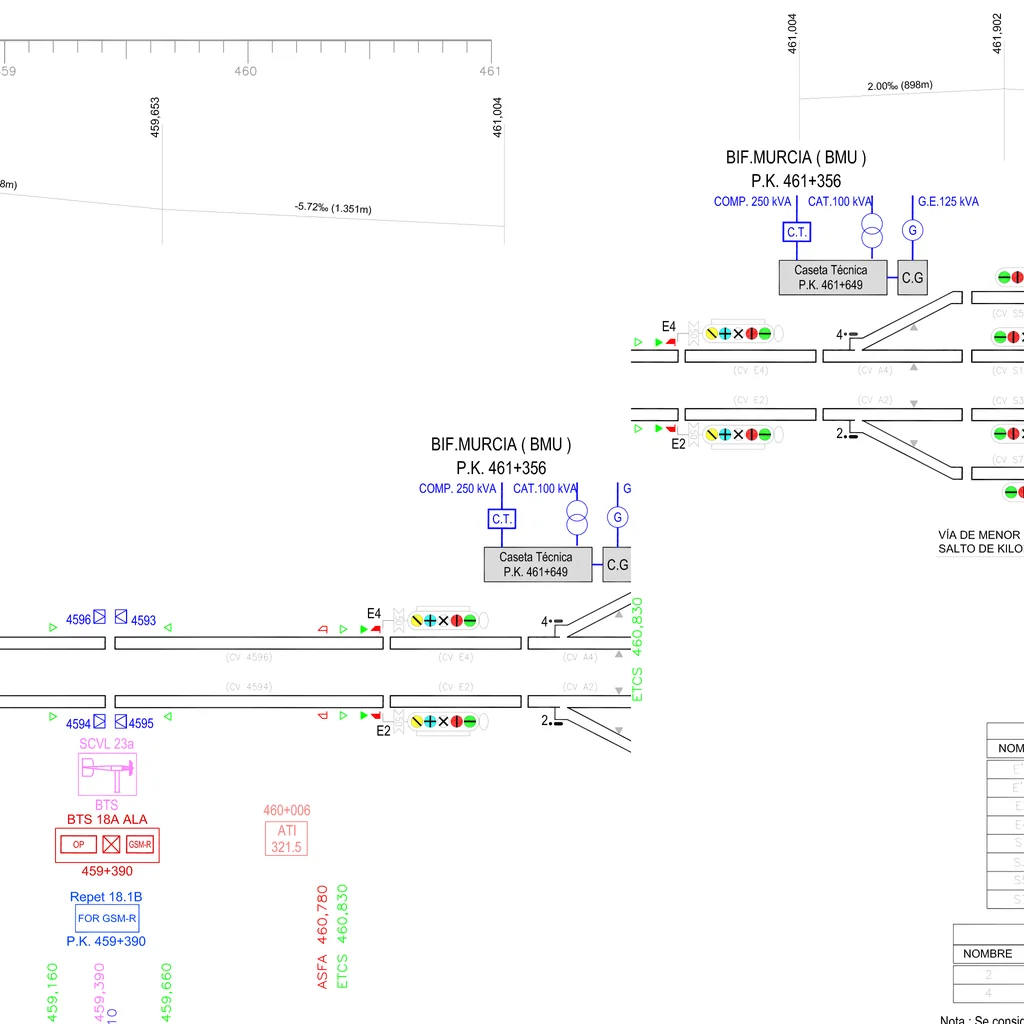 460
461
459,653
461,004
-5.72‰ (1.351m)
461,004
461,902
2.00‰ (898m)
BIF.MURCIA ( BMU )
P.K. 461+356
COMP. 250 kVA
CAT.100 kVA
G.E.125 kVA
C.T.
G
Caseta Técnica
P.K. 461+649
C.G
E4
4
(CV E4)
(CV A4)
(CV E2)
(CV A2)
E2
2
VÍA DE MENOR
SALTO DE KILO
BIF.MURCIA ( BMU )
P.K. 461+356
COMP. 250 kVA
CAT.100 kVA
G
C.T.
G
Caseta Técnica
P.K. 461+649
C.G
4596
4593
E4
4
(CV 4596)
(CV E4)
(CV A4)
(CV 4594)
(CV E2)
(CV A2)
4594
4595
E2
2
ETCS 460,830
SCVL 23a
BTS
BTS 18A ALA
OP
GSM-R
459+390
Repet 18.1B
FOR GSM-R
P.K. 459+390
460+006
ATI
321.5
ASFA 460,780
ETCS 460,830
459,160
459,390
459,660
NOM
NOMBRE
2
4
Nota : Se consid